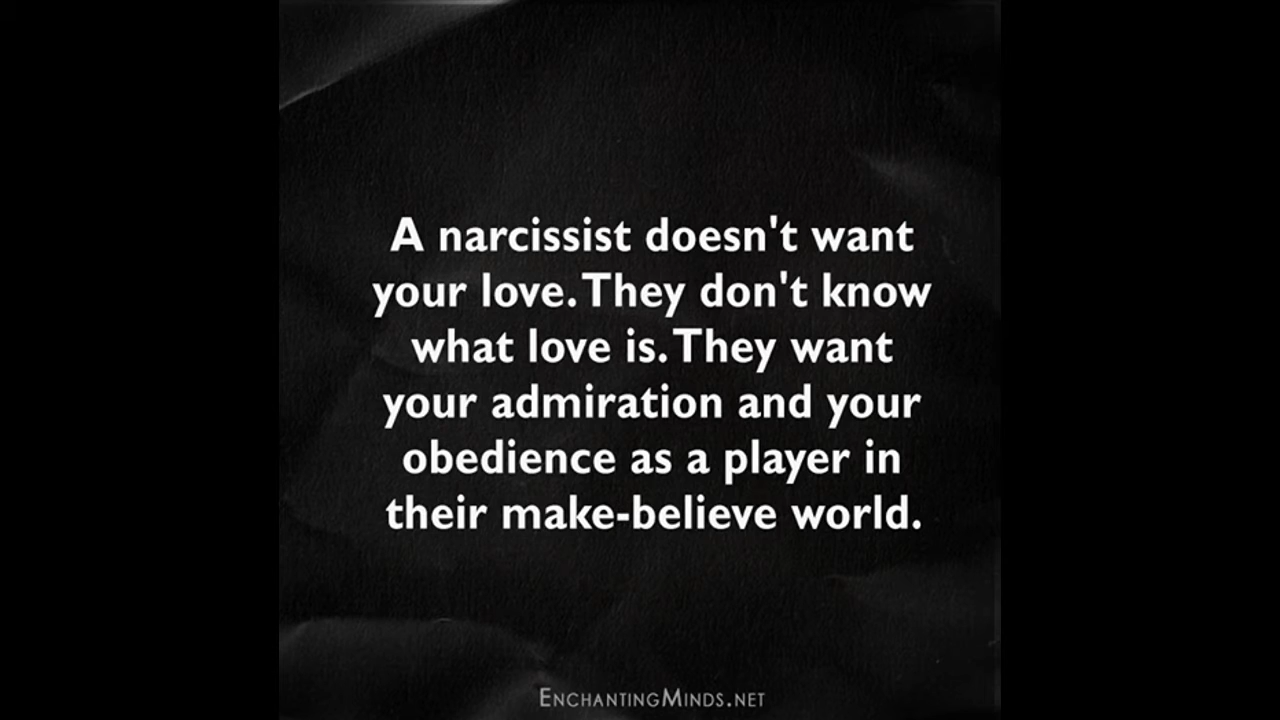 A narcissist doesn't want
your love. They don't know
what love is. They want
your admiration and your
obedience as a player in
their make-believe world.
EnchantingMinds.net